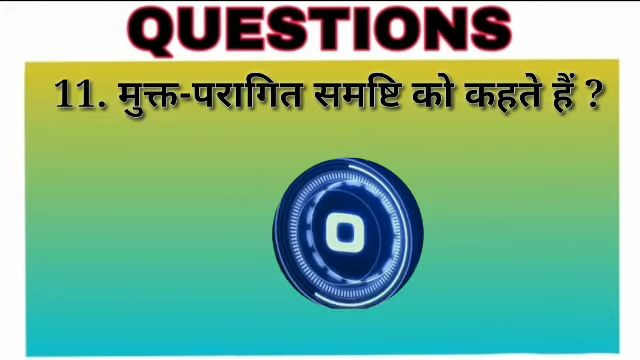 QUESTIONS
11. मुक्त-परागित समष्टि को कहते हैं ?
0